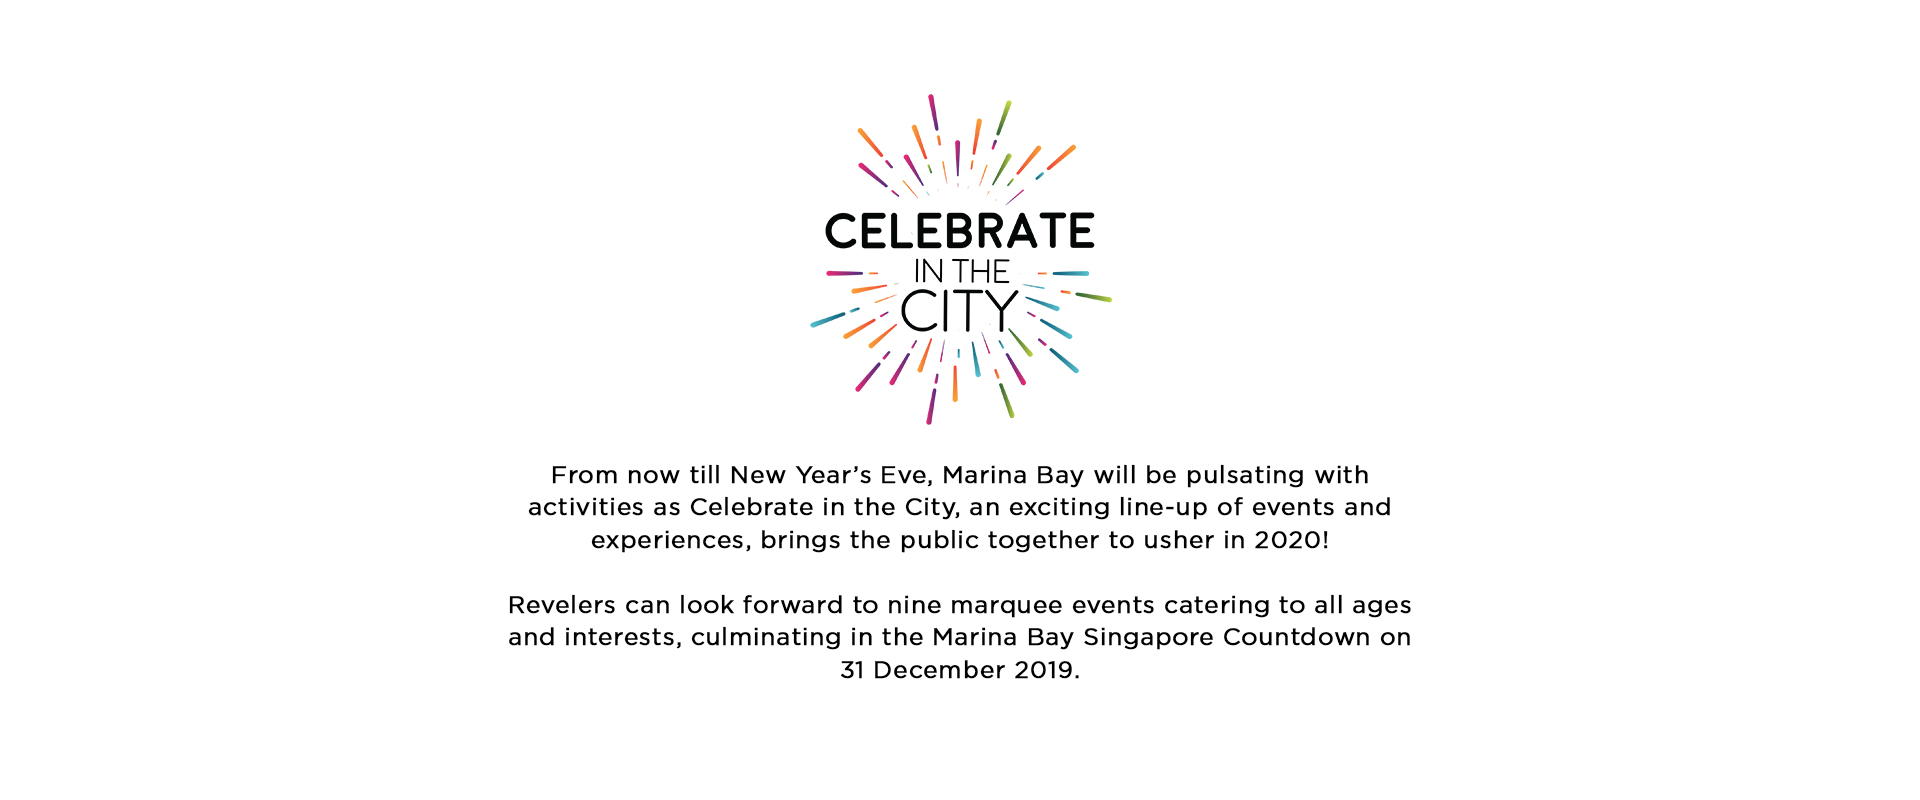 CELEBRATE
IN THE
CITY
From now till New Year’s Eve, Marina Bay will be pulsating with
activities as Celebrate in the City, an exciting line-up of events and
experiences, brings the public together to usher in 2020!
Revelers can look forward to nine marquee events catering to all ages
and interests, culminating in the Marina Bay Singapore Countdown on
31 December 2019.